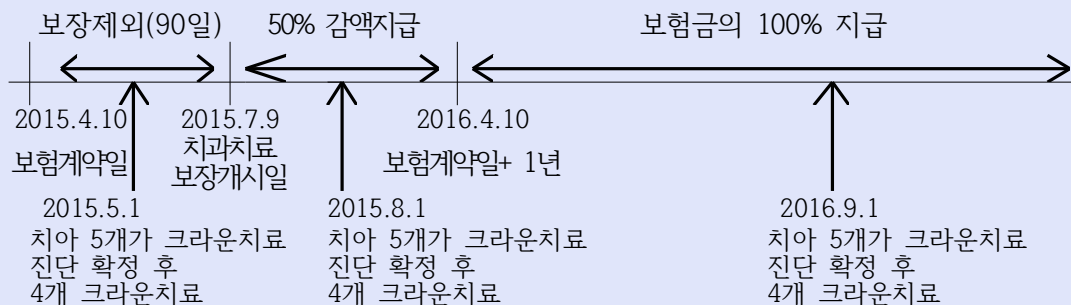 보장제외(90일) 50% 감액지급 보험금의 100% 지급
2015.4.10 2015.7.9 2016.4.10
보험계약일 치과치료 보험계약일+ 1년
보장개시일
2015.5.1 2015.8.1 2016.9.1
치아 5개가 크라운치료 치아 5개가 크라운치료 치아 5개가 크라운치료
진단 확정 후 진단 확정 후 진단 확정 후
4개 크라운치료 4개 크라운치료 4개 크라운치료